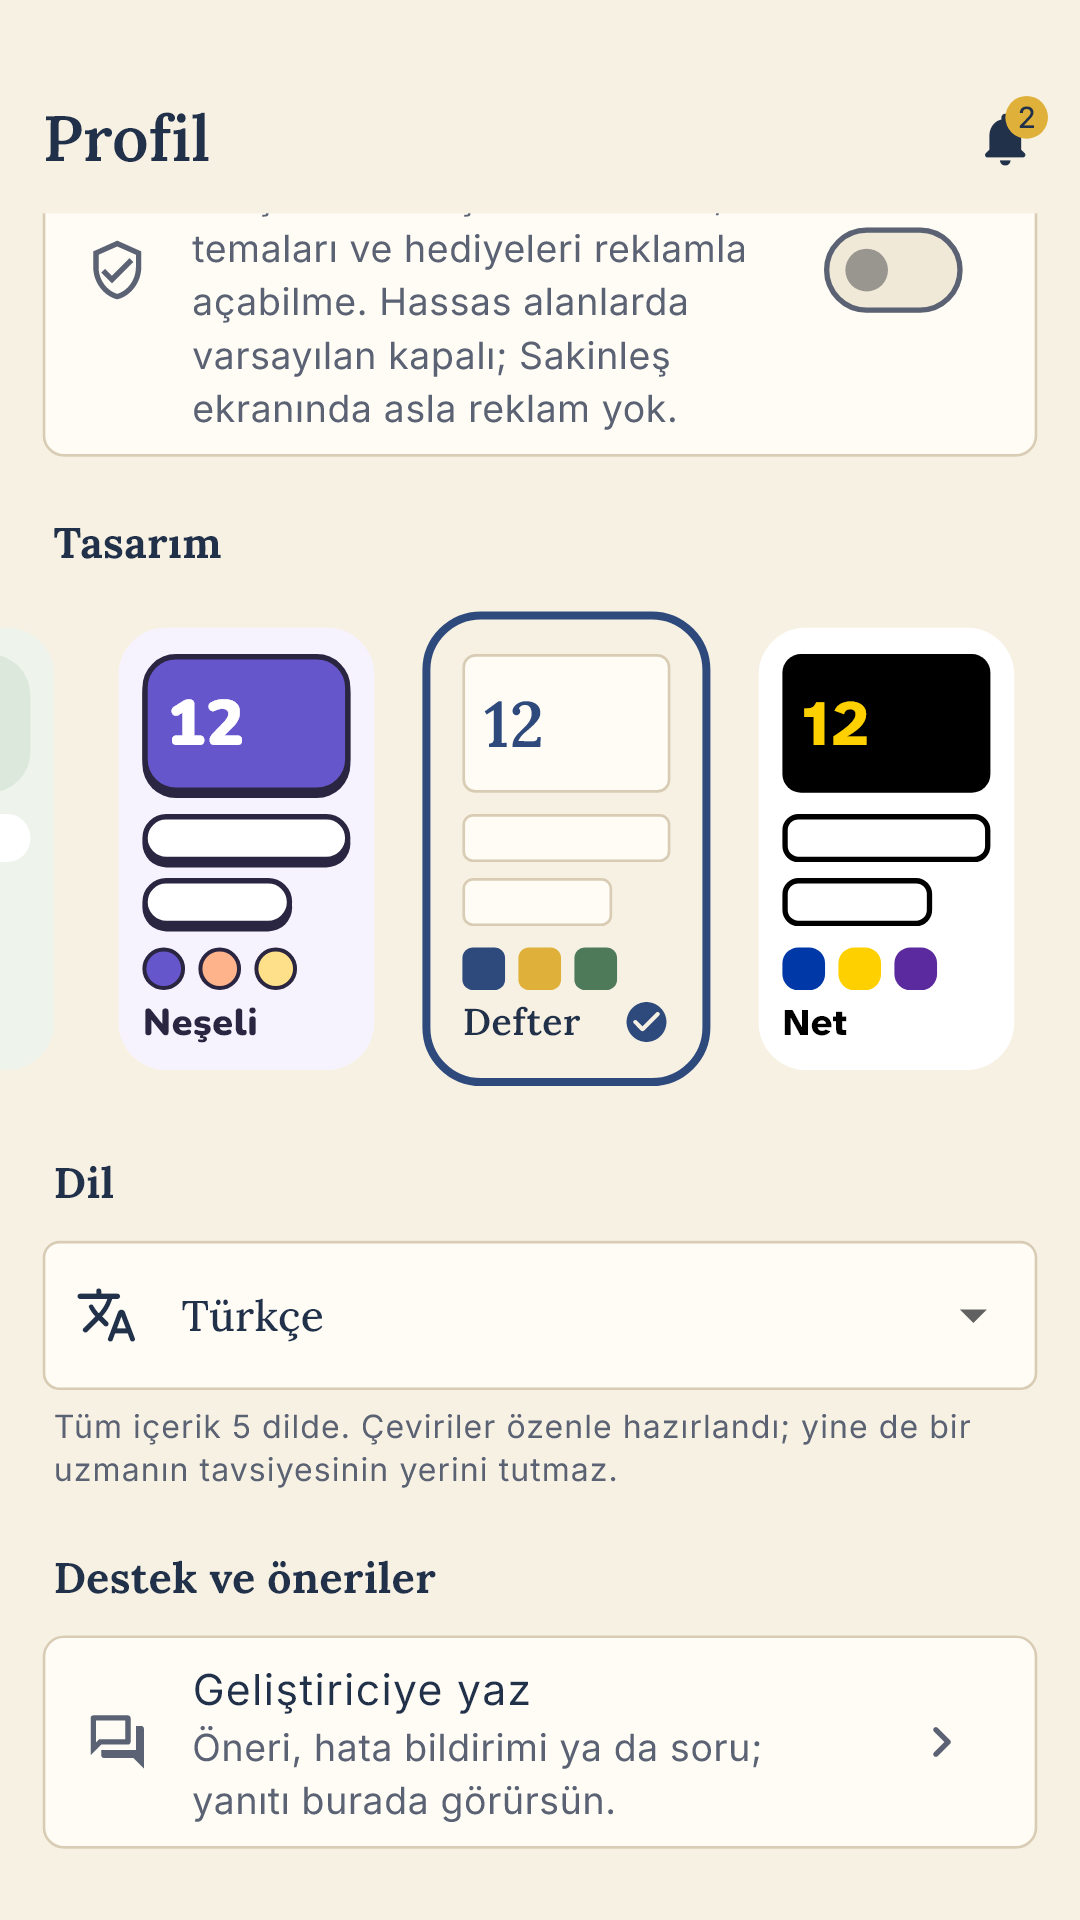 Profil
2
temaları ve hediyeleri reklamla
açabilme. Hassas alanlarda
varsayılan kapalı; Sakinleş
ekranında asla reklam yok.
Tasarım
12
12
12
Neşeli
Defter
Net
Dil
Türkçe
Tüm içerik 5 dilde. Çeviriler özenle hazırlandı; yine de bir
uzmanın tavsiyesinin yerini tutmaz.
Destek ve öneriler
Geliştiriciye yaz
Öneri, hata bildirimi ya da soru;
yanıtı burada görürsün.